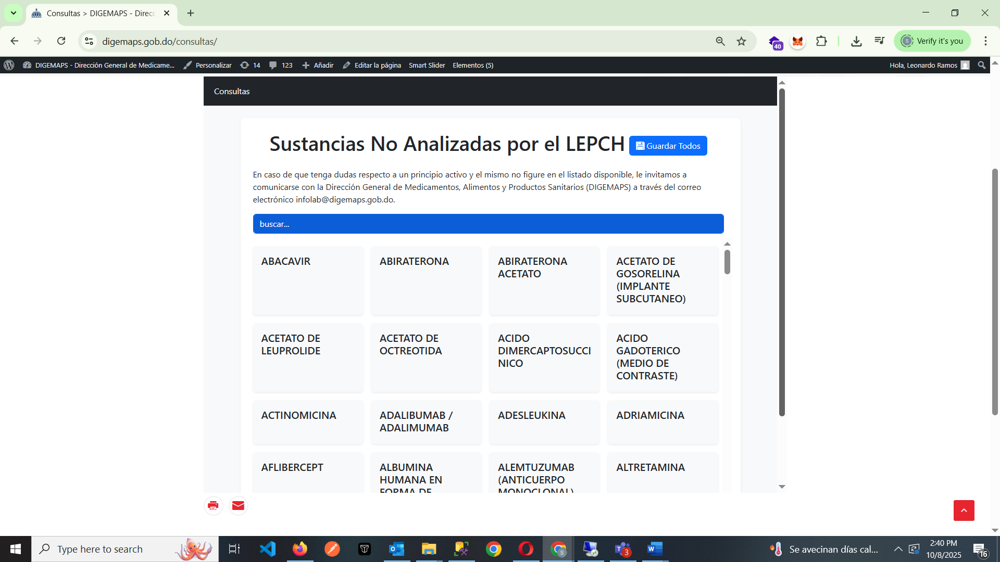 Consultas > DIGEMAPS - Direcc
digemaps.gob.do/consultas/
40
S
Verify it's you
DIGEMAPS - Dirección General de Medicame...
Personalizar
14
123
Añadir
Editar la página
Smart Slider
Elementos (5)
Hola, Leonardo Ramos
Consultas
Sustancias No Analizadas por el LEPCH
Guardar Todos
En caso de que tenga dudas respecto a un principio activo y el mismo no figure en el listado disponible, le invitamos a
comunicarse con la Dirección General de Medicamentos, Alimentos y Productos Sanitarios (DIGEMAPS) a través del correo
electrónico infolab@digemaps.gob.do.
buscar...
ABACAVIR
ABIRATERONA
ABIRATERONA
ACETATO
ACETATO DE
GOSORELINA
(IMPLANTE
SUBCUTANEO)
ACETATO DE
LEUPROLIDE
ACETATO DE
OCTREOTIDA
ACIDO
DIMERCAPTOSUCCI
NICO
ACIDO
GADOTERICO
(MEDIO DE
CONTRASTE)
ACTINOMICINA
ADALIBUMAB /
ADALIMUMAB
ADESLEUKINA
ADRIAMICINA
AFLIBERCEPT
ALBUMINA
HUMANA EN
FORMA DE
ALEMTUZUMAB
(ANTICUERPO
MONOCLONAL)
ALTRETAMINA
Type here to search
S
3
Se avecinan días cal...
2:40 PM
10/8/2025
16